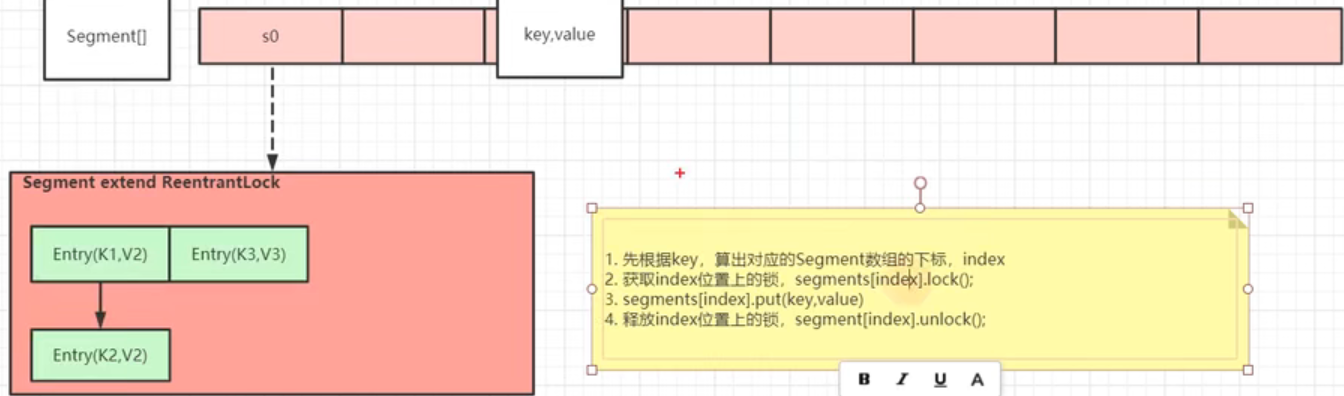 Segment[]
s0
key,value
Segment extend ReentrantLock
Entry(K1,V2)
Entry(K3,V3)
Entry(K2,V2)
1. 先根据key，算出对应的Segment数组的下标，index
2. 获取index位置上的锁，segments[index].lock();
3. segments[index].put(key,value)
4. 释放index位置上的锁，segment[index].unlock();
B I U A